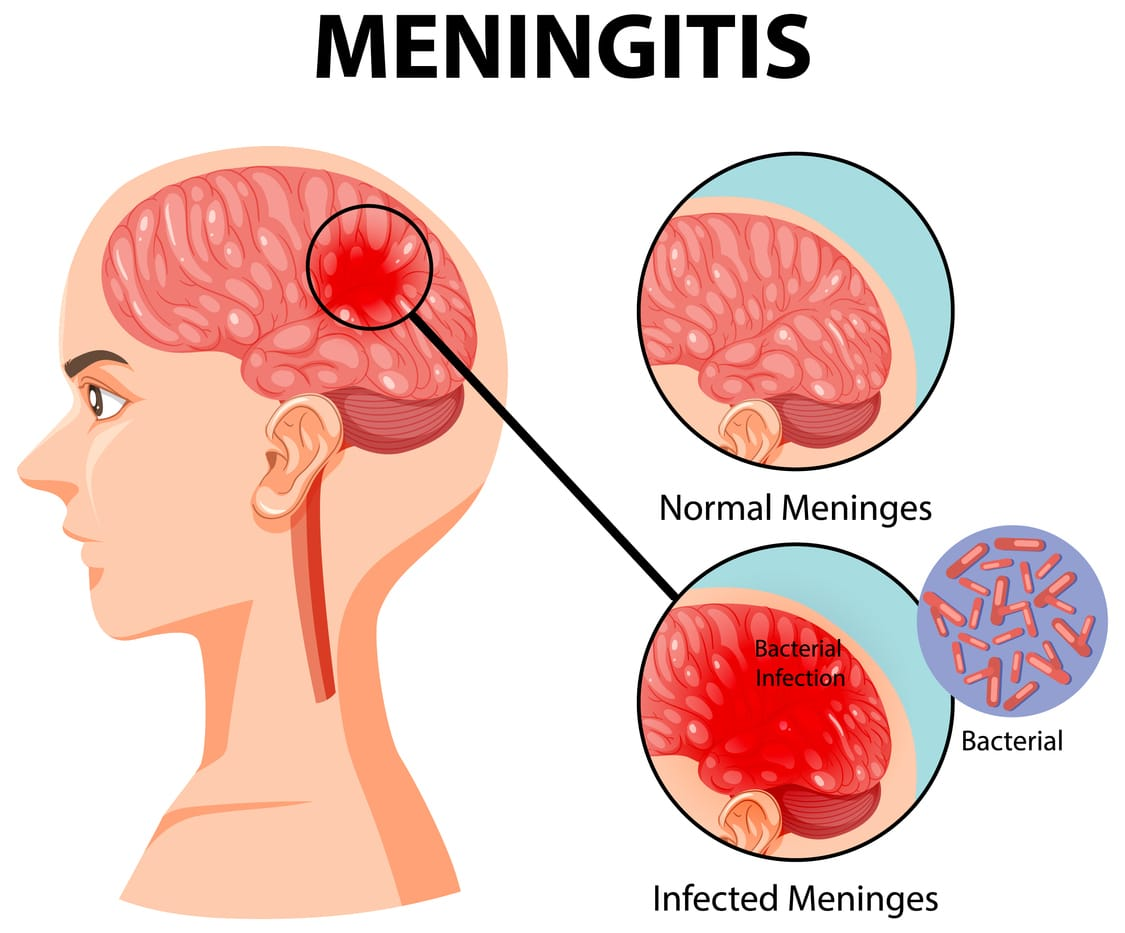 MENINGITIS
Normal Meninges
Bacterial
Infection
Bacterial
Infected Meninges